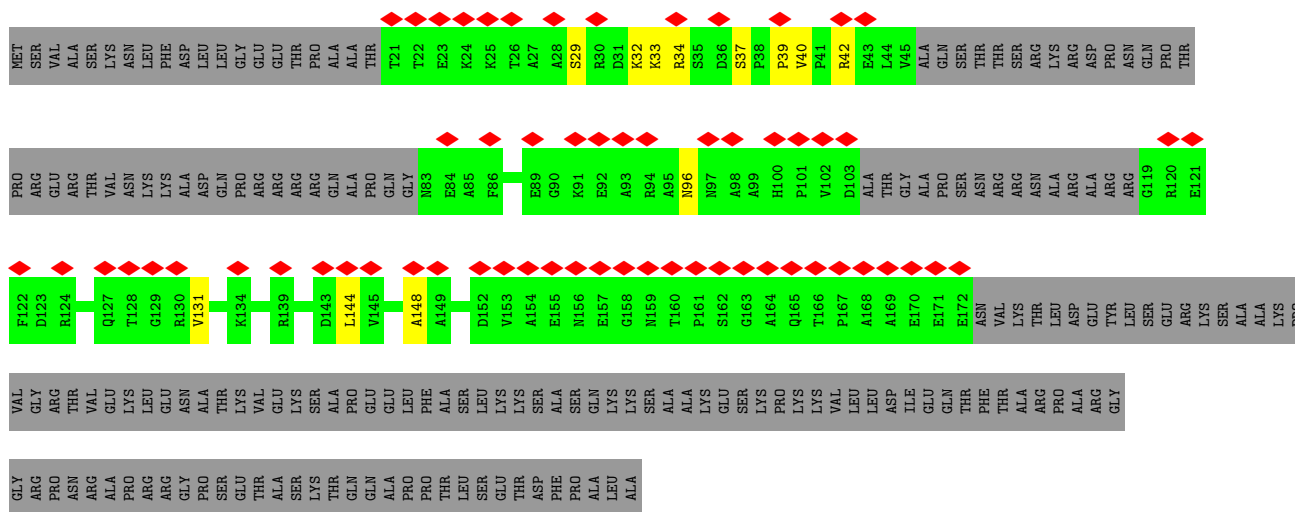 MET SER VAL ALA SER LYS ASN LEU PHE ASP LEU LEU GLY GLU GLU THR PRO ALA ALA THR T21 T22 E23 K24 K25 T26 A27 A28 S29 R30 D31 K32 K33 R34 S35 D36 S37 P38 P39 V40 P41 R42 E43 L44 V45 ALA GLN SER THR THR SER ARG LYS ARG ASP PRO ASN GLN PRO THR
PRO ARG GLU ARG THR VAL ASN LYS LYS ALA ASP GLN PRO ARG ARG ARG ARG GLN ALA PRO GLN GLY N83 E84 A85 F86 E89 G90 K91 E92 A93 R94 A95 N96 N97 A98 A99 H100 P101 V102 D103 ALA THR GLY ALA PRO SER ASN ARG ARG ASN ALA ARG ALA ARG ARG G119 R120 E121
F122 D123 R124 Q127 T128 G129 R130 V131 K134 R139 D143 L144 V145 A148 A149 D152 V153 A154 E155 N156 E157 G158 N159 T160 P161 S162 G163 A164 Q165 T166 P167 A168 A169 E170 E171 E172 ASN VAL LYS THR LEU ASP GLU TYR LEU SER GLU ARG LYS SER ALA ALA LYS PRO
VAL GLY ARG THR VAL GLU LYS LEU GLU ASN ALA THR LYS VAL GLU LYS SER ALA PRO GLU GLU LEU PHE ALA SER LEU LYS LYS SER ALA SER GLN LYS LYS SER ALA ALA LYS GLU SER LYS PRO LYS LYS VAL LEU LEU ASP ILE GLU GLN THR PHE THR ALA ARG PRO ALA ARG GLY
GLY ARG PRO ASN ARG ALA PRO ARG ARG GLY PRO SER GLU THR ALA SER LYS THR GLN GLN ALA PRO PRO THR LEU SER GLU THR ASP PHE PRO ALA LEU ALA